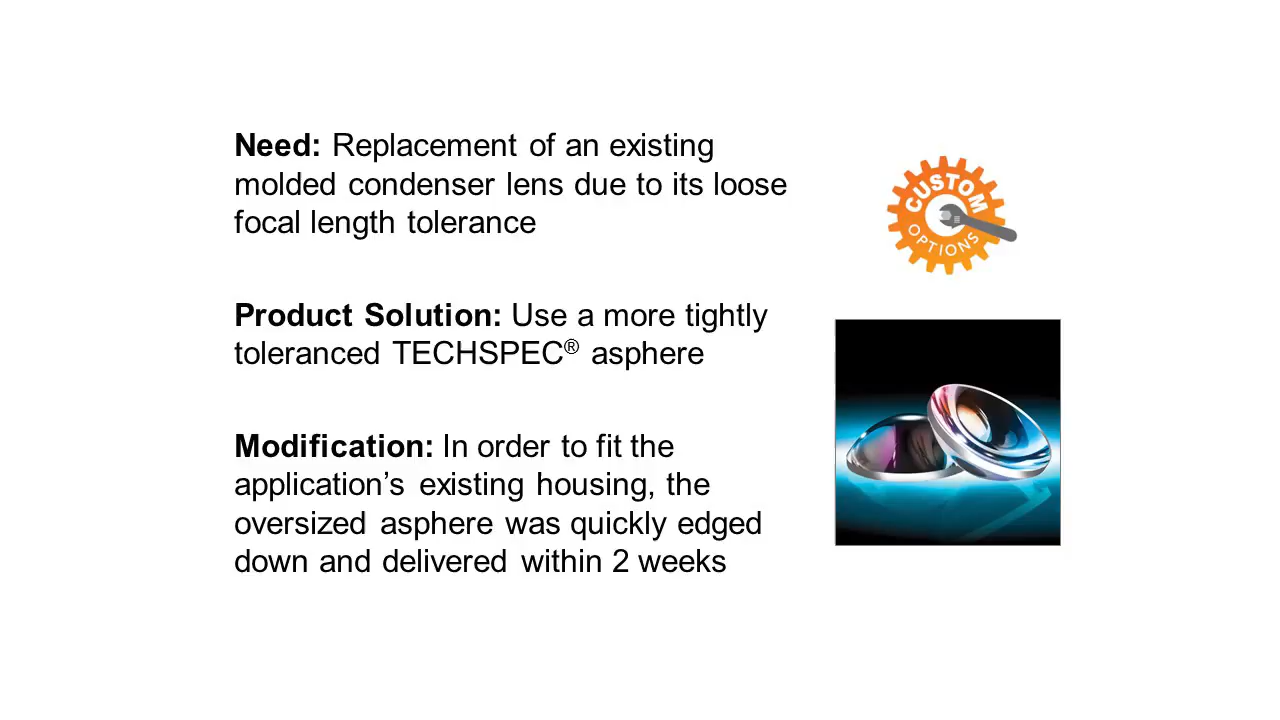 Need: Replacement of an existing
molded condenser lens due to its loose
focal length tolerance
CUSTOM
OPTIONS
Product Solution: Use a more tightly
toleranced TECHSPEC® asphere
Modification: In order to fit the
application’s existing housing, the
oversized asphere was quickly edged
down and delivered within 2 weeks